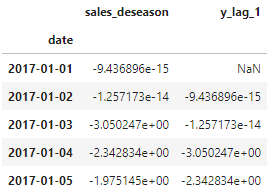 sales_deseason y_lag_1
date
2017-01-01 -9.436896e-15 NaN
2017-01-02 -1.257173e-14 -9.436896e-15
2017-01-03 -3.050247e+00 -1.257173e-14
2017-01-04 -2.342834e+00 -3.050247e+00
2017-01-05 -1.975145e+00 -2.342834e+00